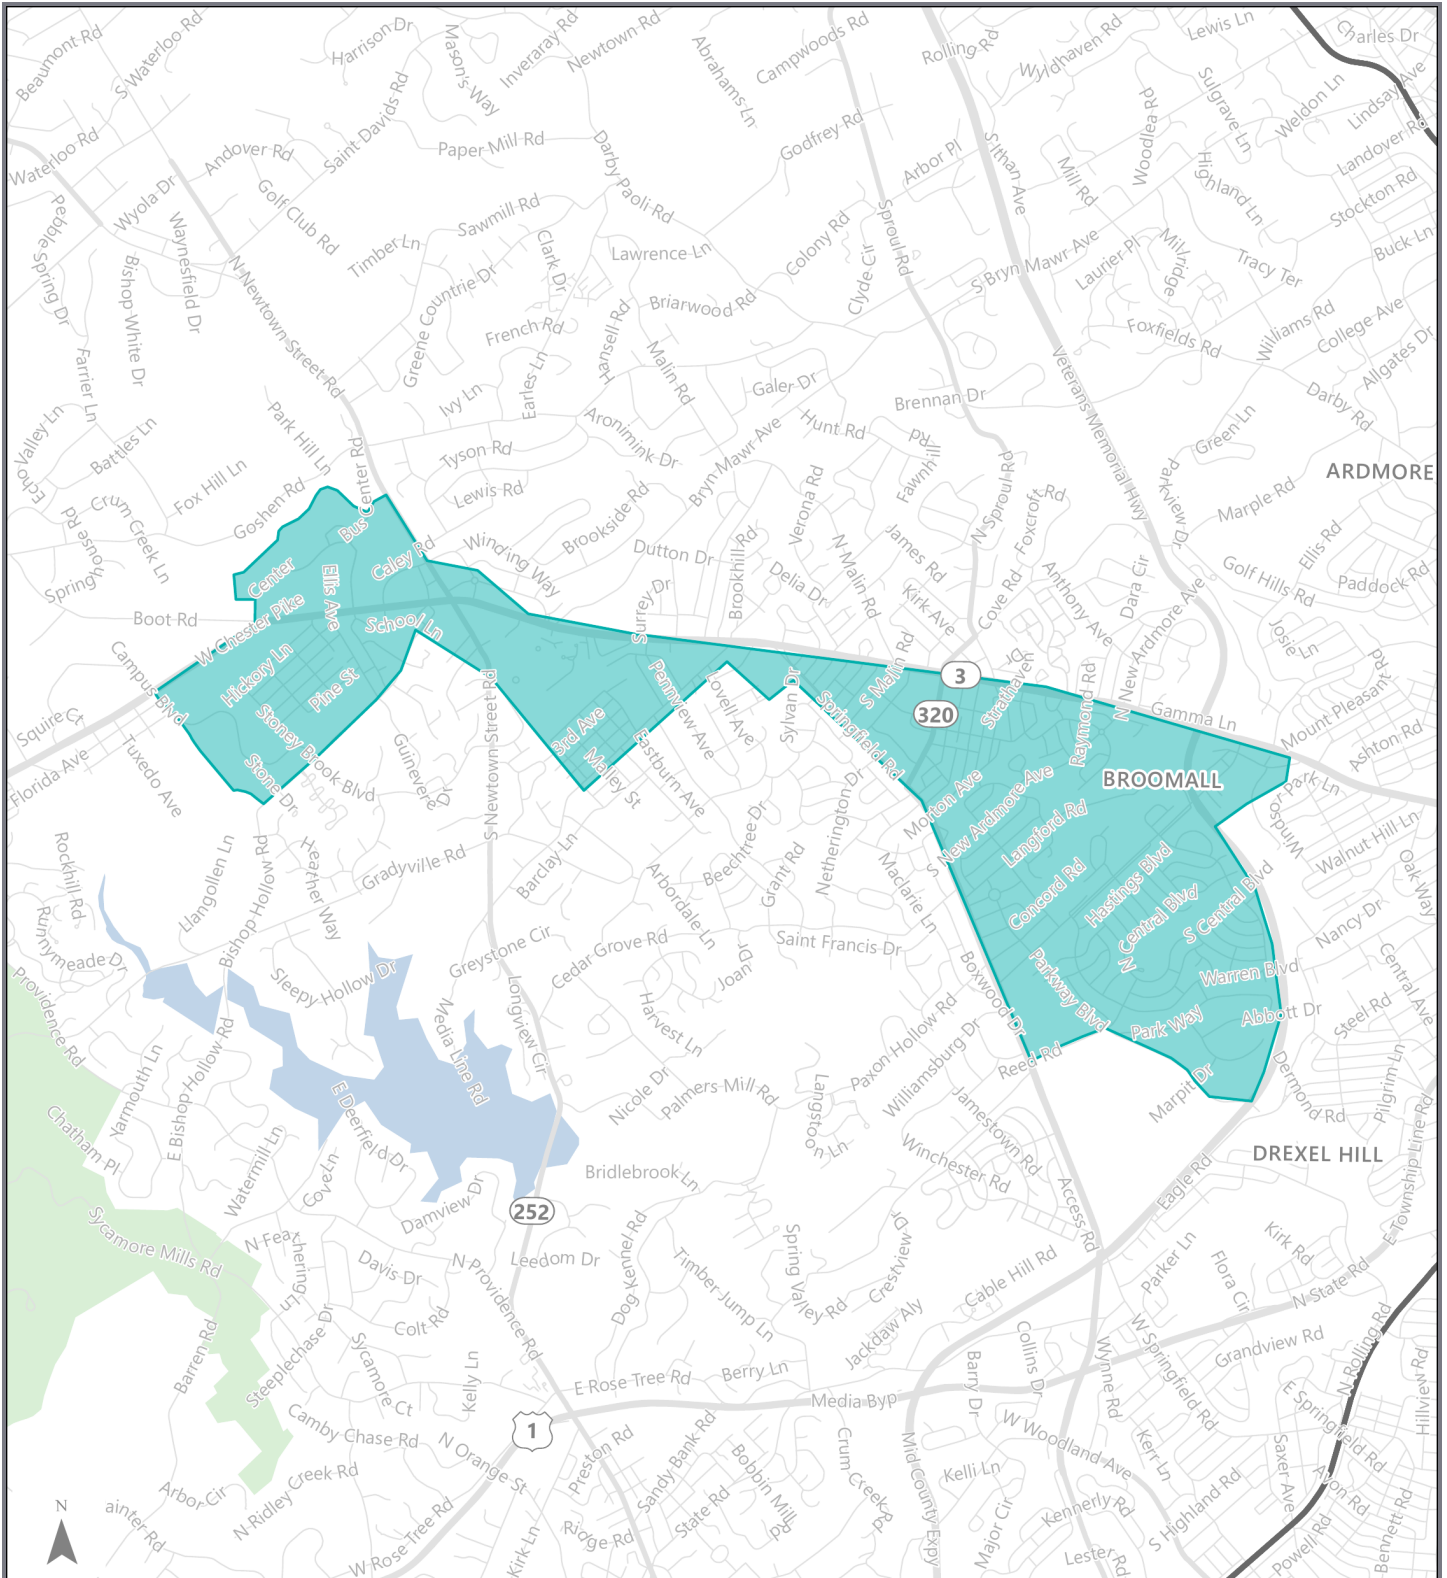 Beaumont Rd
S Waterloo Rd
Harrison Dr
Mason's Way
Inveraray Rd
Newtown Rd
Abrahams Ln
Campwoods Rd
Rolling Rd
Wyldhaven Rd
Lewis Ln
Charles Dr
Sulgrave Ln
Weldon Ln
Lindsay Ave
Woodlea Rd
Landover Rd
Waterloo Rd
Andover Rd
Saint Davids Rd
Paper Mill Rd
Darby Paoli Rd
Godfrey Rd
Arbor Pl
S Ithan Ave
Mill Rd
Highland Ln
Stockton Rd
Wyola Dr
Golf Club Rd
Sawmill Rd
Pebble Spring Dr
Waynesfield Dr
Bishop White Dr
Timber Ln
Clark Dr
Lawrence Ln
Colony Rd
Sproul Rd
Clyde Cir
S Bryn Mawr Ave
Laurier Pl
Milridge
Tracy Ter
Buck Ln
N Newtown Street Rd
Greene Countrie Dr
French Rd
Hansell Rd
Briarwood Rd
Foxfields Rd
Williams Rd
College Ave
Allgates Dr
Farrier Ln
Earles Ln
Malin Rd
Galer Dr
Brennan Dr
Veterans Memorial Hwy
Darby Rd
Echo Valley Ln
Battles Ln
Park Hill Ln
Ivy Ln
Aronimink Dr
Hunt Rd
Green Ln
Fox Hill Ln
Tyson Rd
Bryn Mawr Ave
Fawnhill Rd
N Sproul Rd
Parkview Dr
ARDMORE
Crum Creek Ln
Goshen Rd
Bus Center Rd
Lewis Rd
Brookside Rd
Verona Rd
Foxcroft Rd
Marple Rd
Springhouse Rd
Caley Rd
Winding Way
Dutton Dr
Brookhill Rd
N Malin Rd
James Rd
Ellis Rd
Center
Ellis Ave
Surrey Dr
Delia Dr
Kirk Ave
Cove Rd
Anthony Ave
Dara Cir
Golf Hills Rd
Paddock Rd
Boot Rd
W Chester Pike
School Ln
N New Ardmore Ave
Josie Ln
Campus Blvd
Hickory Ln
Pine St
Pennview Ave
Lovell Ave
Sylvan Dr
S Malin Rd
3
Strathaven Dr
Raymond Rd
Gamma Ln
Mount Pleasant Rd
Squire Ct
Stoney Brook Blvd
320
Springfield Rd
Ashton Rd
Florida Ave
Tuxedo Ave
Stone Dr
Guinevere Dr
S Newtown Street Rd
3rd Ave
Malley St
Eastburn Ave
BROOMALL
Park Ln
Windsor
Morton Ave
S New Ardmore Ave
Langford Rd
Walnut Hill Ln
Rockhill Rd
Llangollen Ln
Bishop Hollow Rd
Heather Way
Gradyville Rd
Barclay Ln
Beechtree Dr
Grant Rd
Netherington Dr
Maclarie Ln
Concord Rd
Hastings Blvd
N Central Blvd
S Central Blvd
Oak Way
Runnymeade Dr
Arbordale Ln
Nancy Dr
Providence Rd
Sleepy Hollow Dr
Greystone Cir
Cedar Grove Rd
Joan Dr
Saint Francis Dr
Boxwood Dr
Parkway Blvd
Warren Blvd
Central Ave
Media Line Rd
Longview Cir
Harvest Ln
Paxon Hollow Rd
Park Way
Abbott Dr
Steel Rd
Yarmouth Ln
E Bishop Hollow Rd
E Deerfield Dr
Nicole Dr
Palmers Mill Rd
Langstoon Ln
Williamsburg Dr
Reed Rd
Marpit Dr
Dermond Rd
Pilgrim Ln
Chatham Pl
Watermill Ln
Cove Ln
Jamestown Rd
Winchester Rd
DREXEL HILL
Damview Dr
252
Bridlebrook Ln
Access Rd
Eagle Rd
E Township Line Rd
Sycamore Mills Rd
N Feathering Ln
Davis Dr
N Providence Rd
Leedom Dr
Dog Kennel Rd
Timber Jump Ln
Spring Valley Rd
Crestview Dr
Cable Hill Rd
Parker Ln
Flora Cir
Kirk Rd
N State Rd
Barren Rd
Steeplechase Dr
Colt Rd
Sycamore Ct
Kelly Ln
Jackdaw Aly
Collins Dr
Wynne Rd
W Springfield Rd
Grandview Rd
N Rolling Rd
E Rose Tree Rd
Berry Ln
Media Byp
Barry Dr
E Springfield Rd
Hillview Rd
Camby Chase Rd
N Orange St
1
Preston Rd
Sandy Bank Rd
Bobbin Mill Rd
Crum Creek Rd
Mid County Expy
W Woodland Ave
Kerr Ln
Saxer Ave
Avon Rd
Arbor Cir
N Ridley Creek Rd
State Rd
Kelli Ln
Kennerly Rd
S Highland Rd
Bennett Rd
N
ainter Rd
W Rose Tree Rd
Kirk Ln
Ridge Rd
Major Cir
Lester Rd
Powell Rd